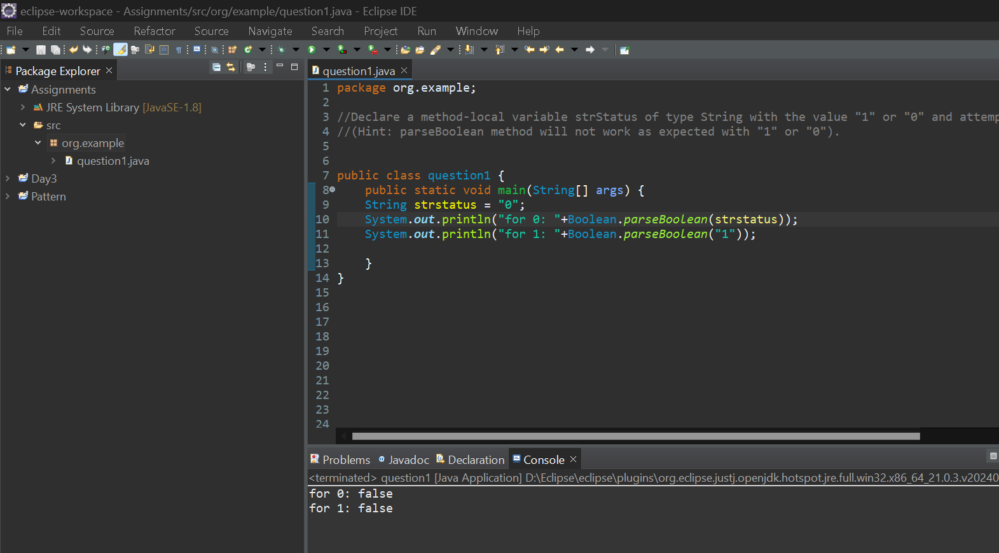 eclipse-workspace - Assignments/src/org/example/question1.java - Eclipse IDE
File Edit Source Refactor Source Navigate Search Project Run Window Help
Package Explorer
Assignments
JRE System Library [JavaSE-1.8]
src
org.example
question1.java
Day3
Pattern
question1.java
1 package org.example;
2
3 //Declare a method-local variable strStatus of type String with the value "1" or "0" and attemp
4 //(Hint: parseBoolean method will not work as expected with "1" or "0").
5
6
7 public class question1 {
8 public static void main(String[] args) {
9 String strstatus = "0";
10 System.out.println("for 0: "+Boolean.parseBoolean(strstatus));
11 System.out.println("for 1: "+Boolean.parseBoolean("1"));
12
13 }
14 }
15
16
17
18
19
20
21
22
23
24
Problems Javadoc Declaration Console
<terminated> question1 [Java Application] D:\Eclipse\eclipse\plugins\org.eclipse.justj.openjdk.hotspot.jre.full.win32.x86_64_21.0.3.v20240
for 0: false
for 1: false